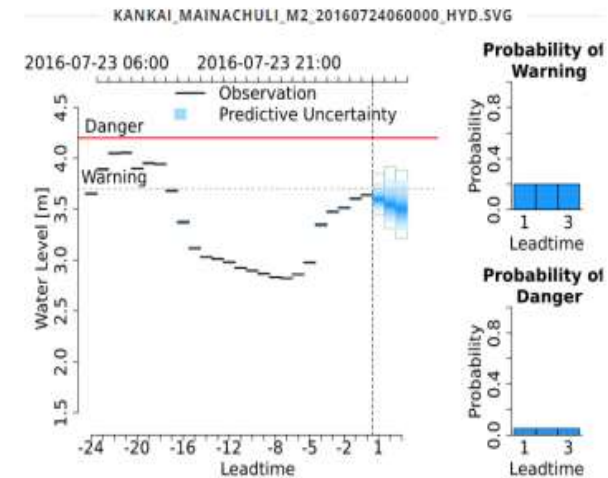 KANKAI_MAINACHULI_M2_20160724060000_HYD.SVG
2016-07-23 06:00 2016-07-23 21:00
Observation
Predictive Uncertainty
Danger
Warning
Water Level [m]
4.5
4.0
3.5
3.0
2.5
2.0
1.5
-24 -20 -16 -12 -8 -5 -2 1
Leadtime
Probability of
Warning
Probability
0.8
0.4
0.0
1 3
Leadtime
Probability of
Danger
Probability
0.8
0.4
0.0
1 3
Leadtime